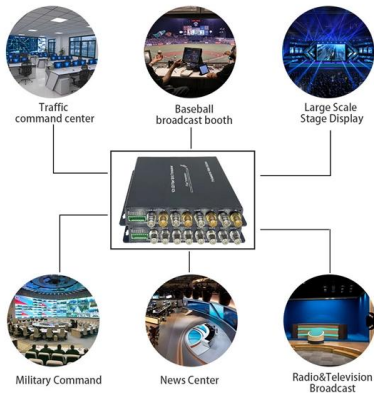 Traffic
command center
Baseball
broadcast booth
Large Scale
Stage Display
Military Command
News Center
Radio&Television
Broadcast